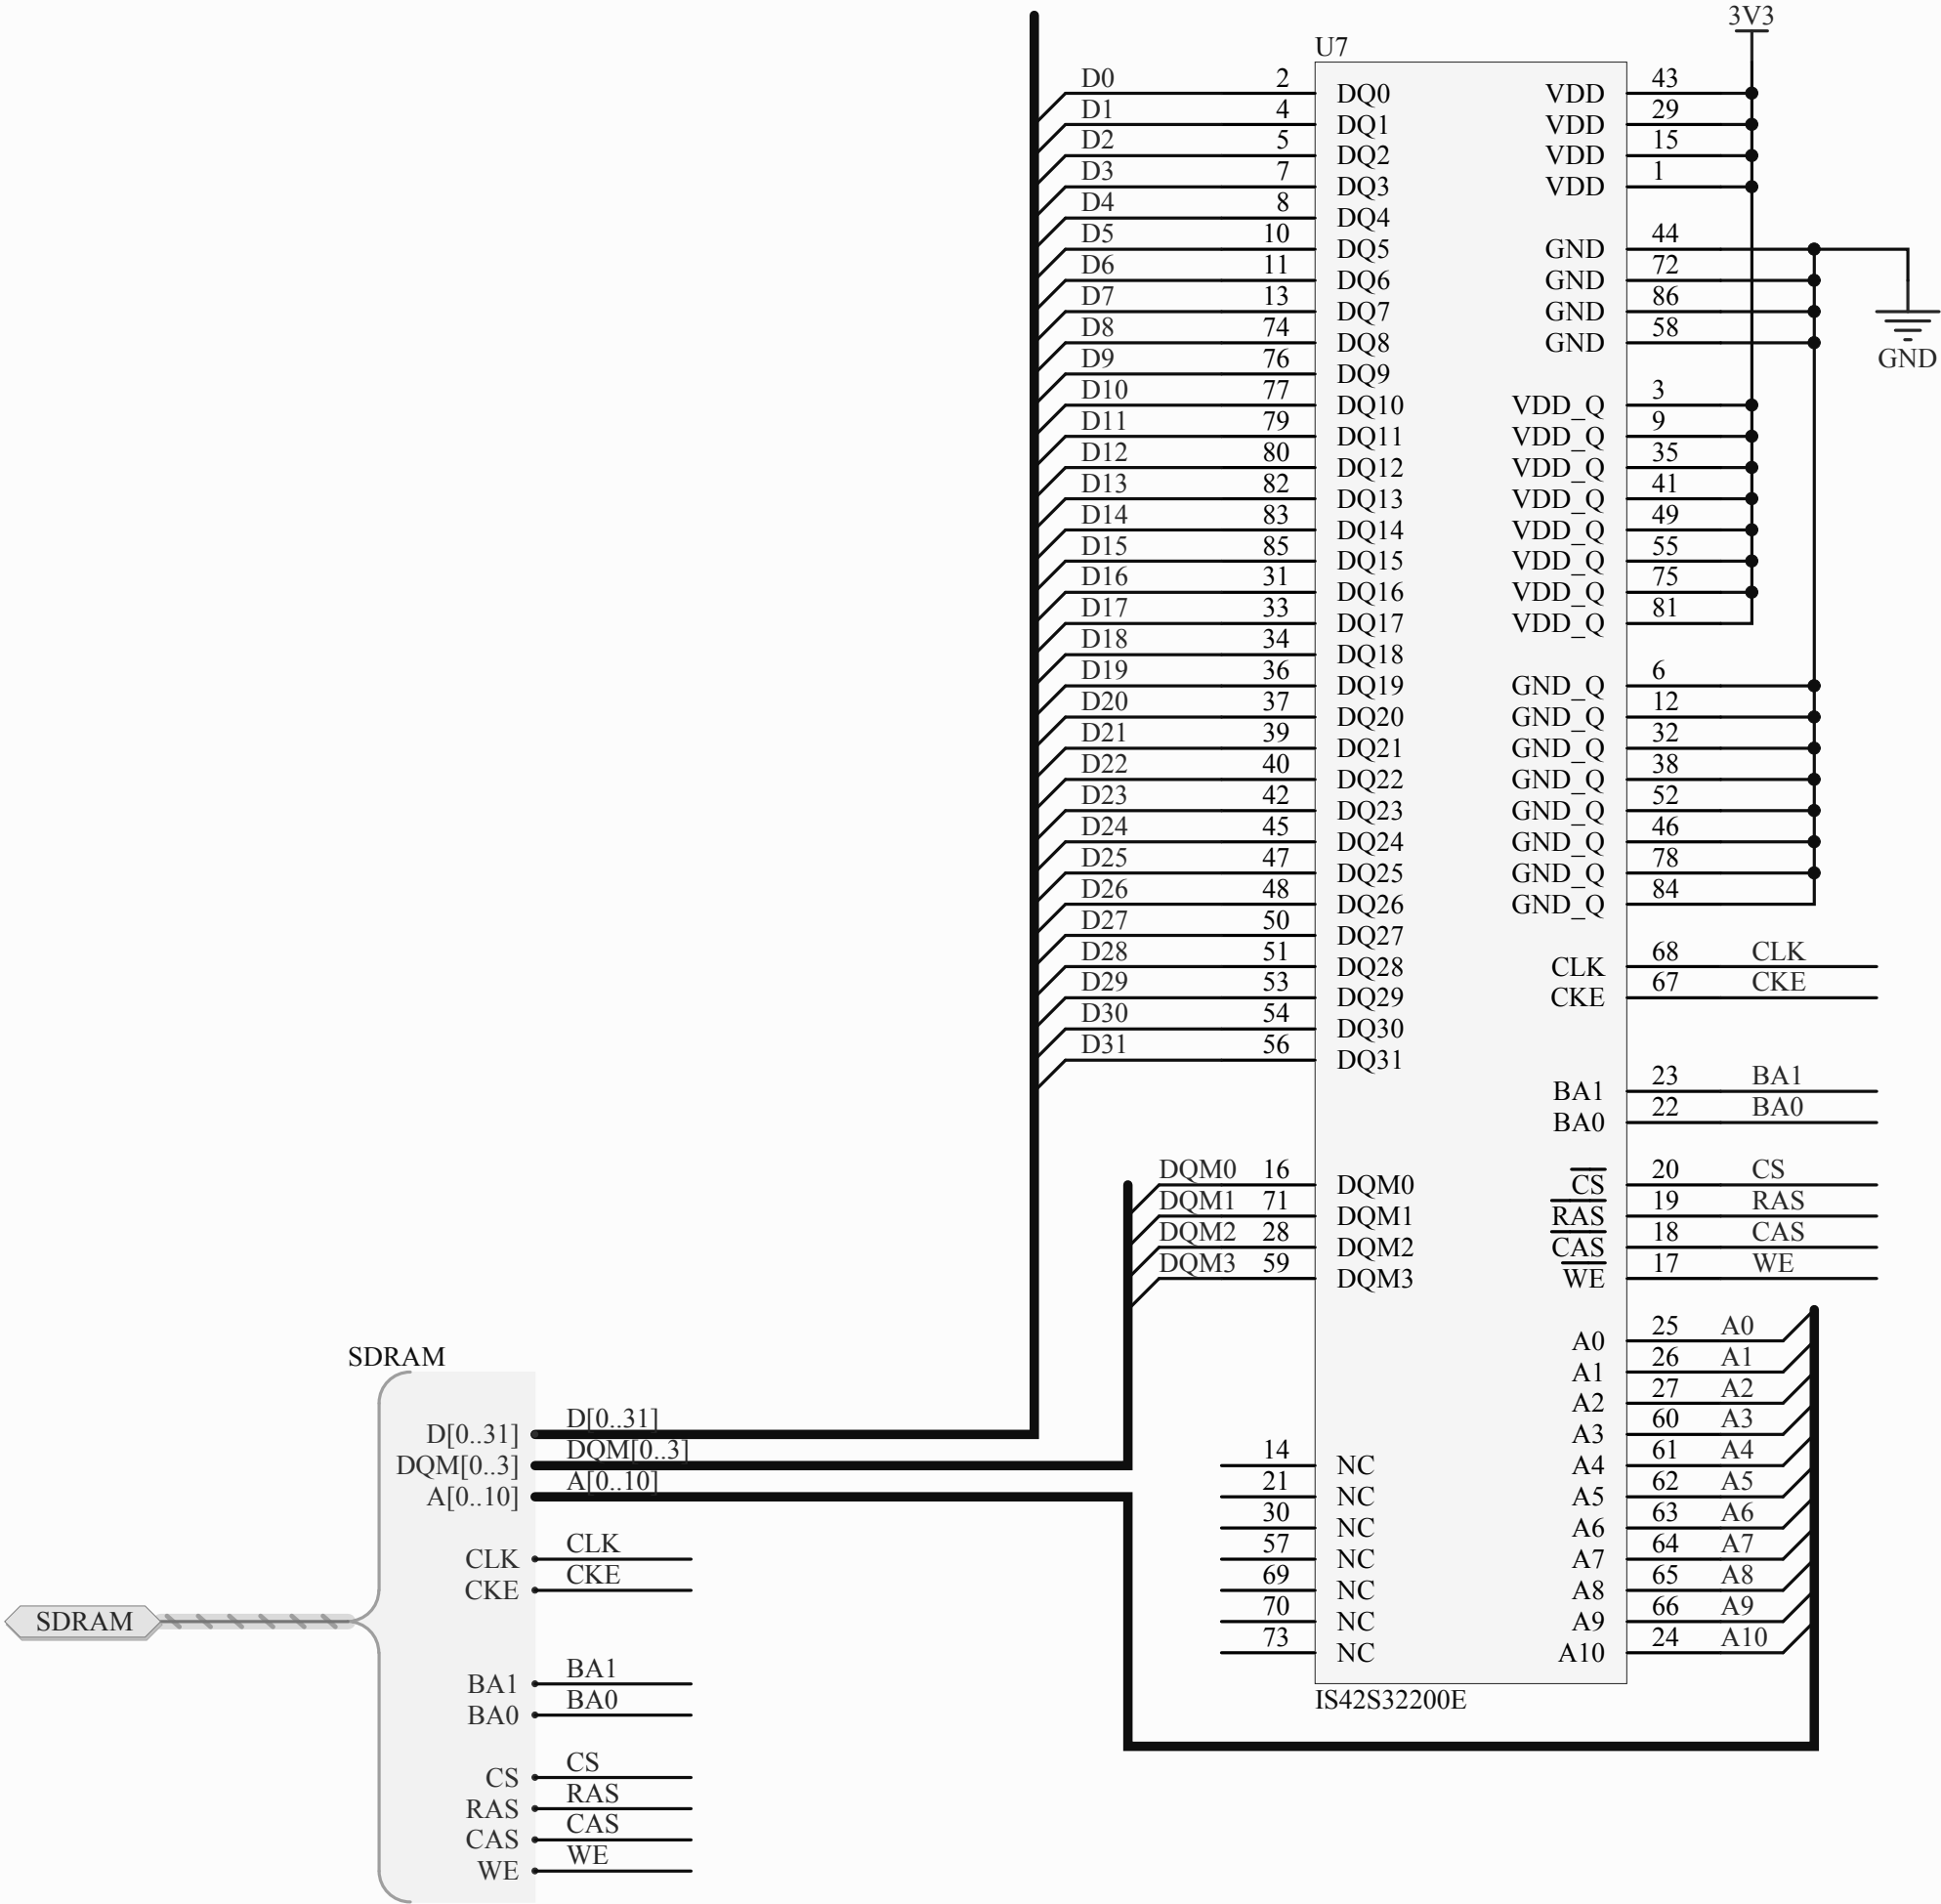 3V3
U7
D0 2 DQ0 VDD 43
D1 4 DQ1 VDD 29
D2 5 DQ2 VDD 15
D3 7 DQ3 VDD 1
D4 8 DQ4
D5 10 DQ5 GND 44
D6 11 DQ6 GND 72
D7 13 DQ7 GND 86
D8 74 DQ8 GND 58
GND
D9 76 DQ9
D10 77 DQ10 VDD_Q 3
D11 79 DQ11 VDD_Q 9
D12 80 DQ12 VDD_Q 35
D13 82 DQ13 VDD_Q 41
D14 83 DQ14 VDD_Q 49
D15 85 DQ15 VDD_Q 55
D16 31 DQ16 VDD_Q 75
D17 33 DQ17 VDD_Q 81
D18 34 DQ18
D19 36 DQ19 GND_Q 6
D20 37 DQ20 GND_Q 12
D21 39 DQ21 GND_Q 32
D22 40 DQ22 GND_Q 38
D23 42 DQ23 GND_Q 52
D24 45 DQ24 GND_Q 46
D25 47 DQ25 GND_Q 78
D26 48 DQ26 GND_Q 84
D27 50 DQ27
D28 51 DQ28 CLK 68 CLK
D29 53 DQ29 CKE 67 CKE
D30 54 DQ30
D31 56 DQ31
BA1 23 BA1
BA0 22 BA0
DQM0 16 DQM0 CS 20 CS
DQM1 71 DQM1 RAS 19 RAS
DQM2 28 DQM2 CAS 18 CAS
DQM3 59 DQM3 WE 17 WE
A0 25 A0
A1 26 A1
A2 27 A2
A3 60 A3
14 NC A4 61 A4
21 NC A5 62 A5
30 NC A6 63 A6
57 NC A7 64 A7
69 NC A8 65 A8
70 NC A9 66 A9
73 NC A10 24 A10
IS42S32200E
SDRAM
D[0..31] D[0..31]
DQM[0..3] DQM[0..3]
A[0..10] A[0..10]
CLK CLK
CKE CKE
SDRAM
BA1 BA1
BA0 BA0
CS CS
RAS RAS
CAS CAS
WE WE